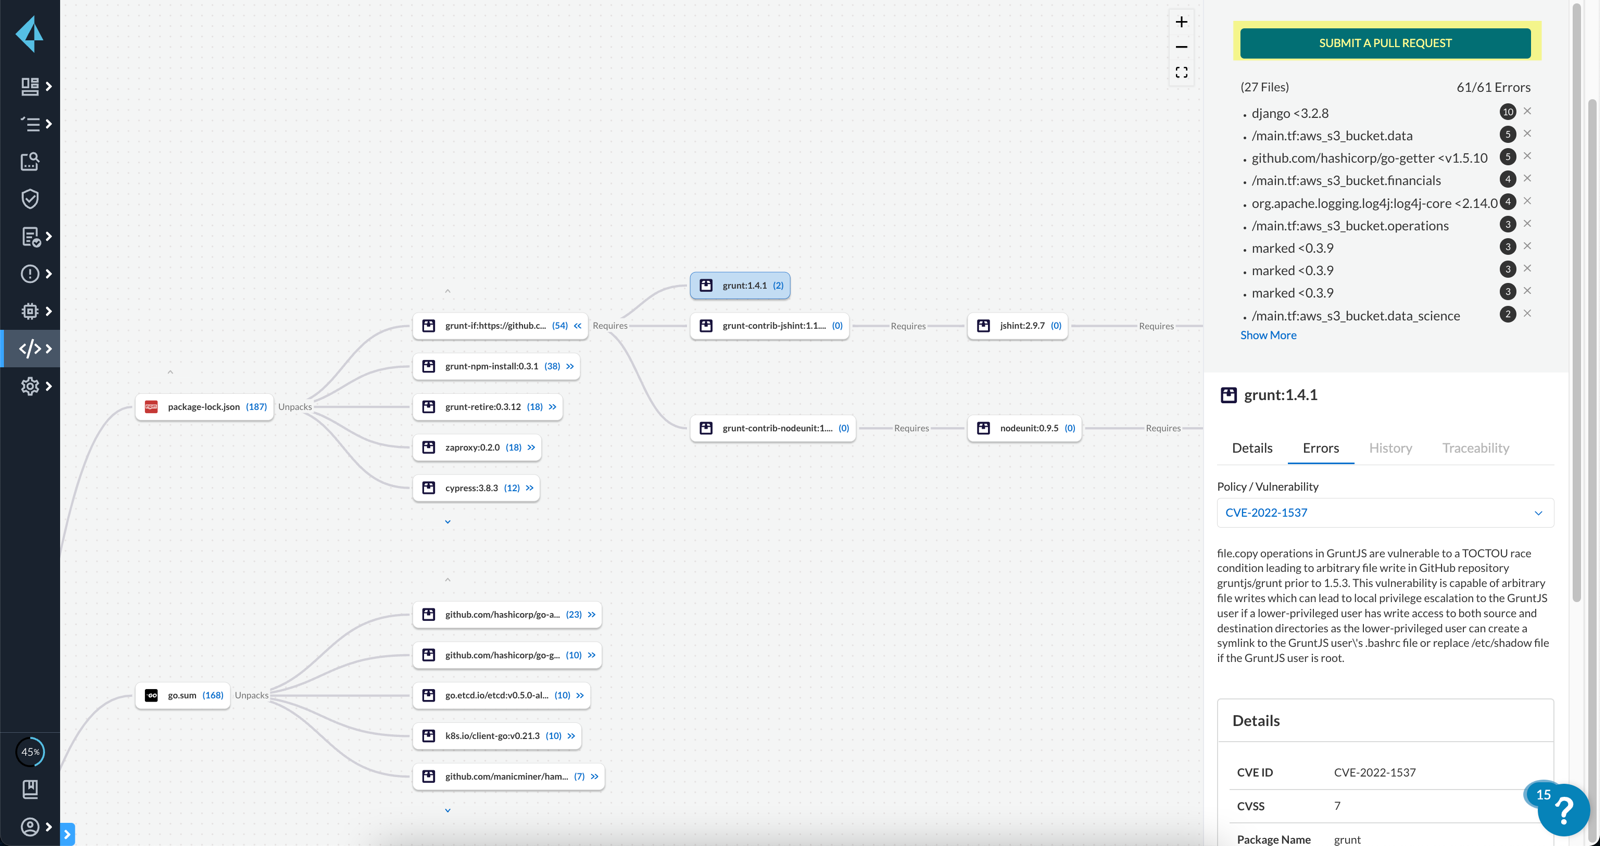 SUBMIT A PULL REQUEST
(27 Files) 61/61 Errors
django <3.2.8 10
/main.tf:aws_s3_bucket.data 5
github.com/hashicorp/go-getter <v1.5.10 5
/main.tf:aws_s3_bucket.financials 4
org.apache.logging.log4j:log4j-core <2.14.0 4
/main.tf:aws_s3_bucket.operations 3
marked <0.3.9 3
marked <0.3.9 3
marked <0.3.9 3
/main.tf:aws_s3_bucket.data_science 2
Show More
grunt:1.4.1 (2)
grunt-if:https://github.c... (54) Requires
grunt-contrib-jshint:1.1.... (0) Requires
jshint:2.9.7 (0) Requires
grunt-npm-install:0.3.1 (38)
package-lock.json (187) Unpacks
grunt-retire:0.3.12 (18)
grunt-contrib-nodeunit:1.... (0) Requires
nodeunit:0.9.5 (0) Requires
zaproxy:0.2.0 (18)
cypress:3.8.3 (12)
github.com/hashicorp/go-a... (23)
github.com/hashicorp/go-g... (10)
go.sum (168) Unpacks
go.etcd.io/etcd:v0.5.0-al... (10)
k8s.io/client-go:v0.21.3 (10)
github.com/manicminer/ham... (7)
45%
grunt:1.4.1
Details Errors History Traceability
Policy / Vulnerability
CVE-2022-1537
file.copy operations in GruntJS are vulnerable to a TOCTOU race
condition leading to arbitrary file write in GitHub repository
gruntjs/grunt prior to 1.5.3. This vulnerability is capable of arbitrary
file writes which can lead to local privilege escalation to the GruntJS
user if a lower-privileged user has write access to both source and
destination directories as the lower-privileged user can create a
symlink to the GruntJS user\'s .bashrc file or replace /etc/shadow file
if the GruntJS user is root.
Details
CVE ID CVE-2022-1537
CVSS 7
Package Name grunt
15
?